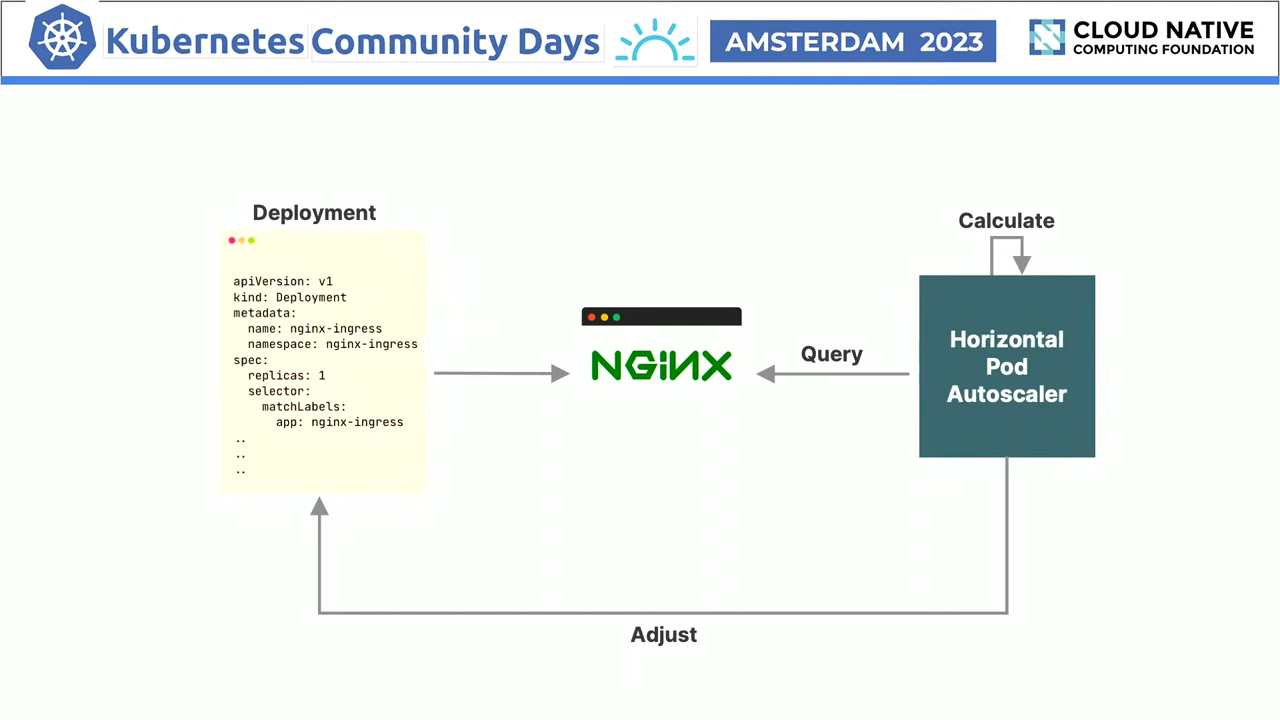 Kubernetes Community Days AMSTERDAM 2023 CLOUD NATIVE
COMPUTING FOUNDATION
Deployment
apiVersion: v1
kind: Deployment
metadata:
name: nginx-ingress
namespace: nginx-ingress
spec:
replicas: 1
selector:
matchLabels:
app: nginx-ingress
..
..
..
NGiNX
Query
Calculate
Horizontal
Pod
Autoscaler
Adjust